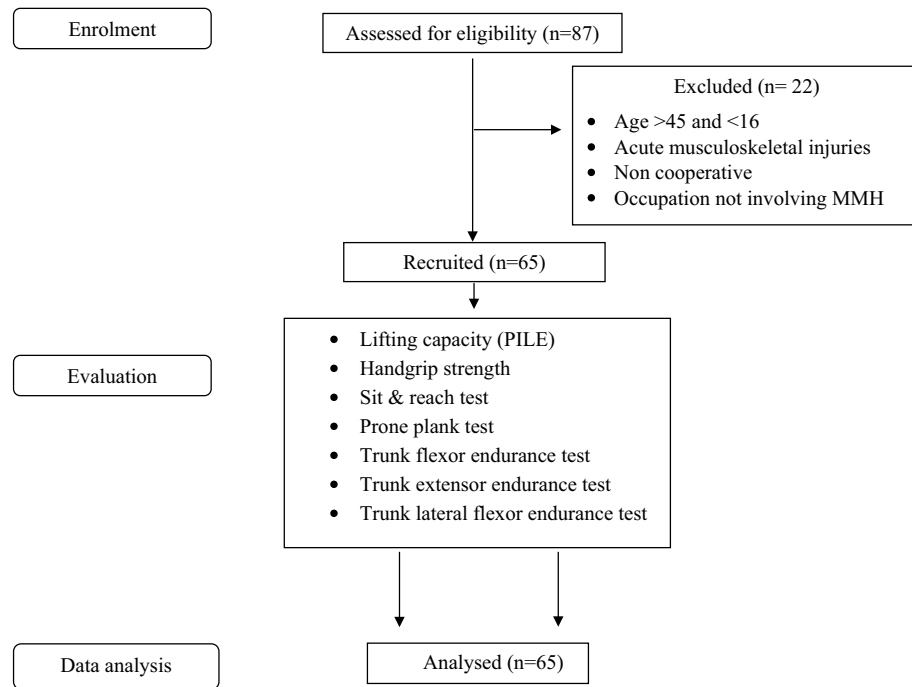 Enrolment
Assessed for eligibility (n=87)
Excluded (n= 22)
• Age >45 and <16
• Acute musculoskeletal injuries
• Non cooperative
• Occupation not involving MMH
Recruited (n=65)
Evaluation
• Lifting capacity (PILE)
• Handgrip strength
• Sit & reach test
• Prone plank test
• Trunk flexor endurance test
• Trunk extensor endurance test
• Trunk lateral flexor endurance test
Data analysis
Analysed (n=65)